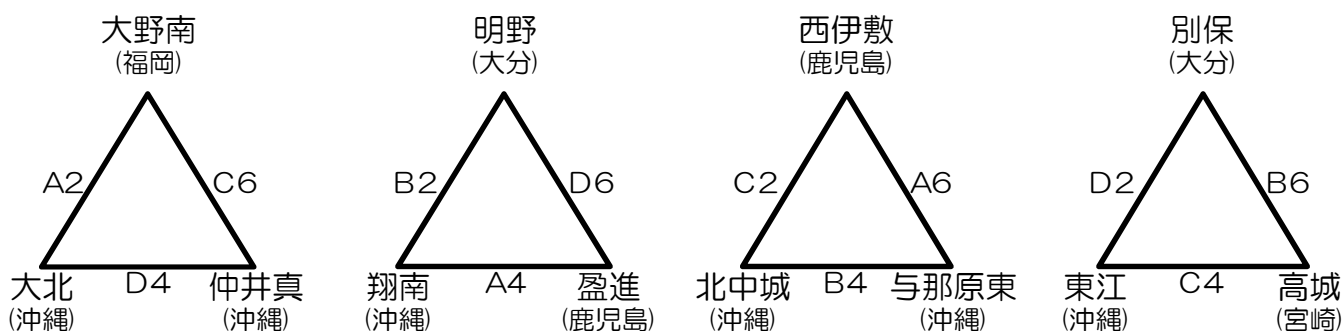 大野南
(福岡)
明野
(大分)
西伊敷
(鹿児島)
別保
(大分)
A2
C6
B2
D6
C2
A6
D2
B6
大北
(沖縄)
D4
仲井真
(沖縄)
翔南
(沖縄)
A4
盈進
(鹿児島)
北中城
(沖縄)
B4
与那原東
(沖縄)
東江
(沖縄)
C4
高城
(宮崎)